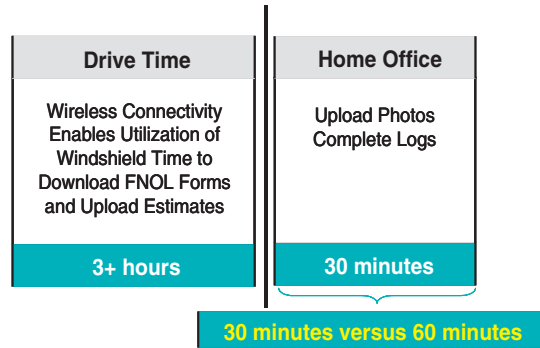 Drive Time
Wireless Connectivity
Enables Utilization of
Windshield Time to
Download FNOL Forms
and Upload Estimates
3+ hours
Home Office
Upload Photos
Complete Logs
30 minutes
30 minutes versus 60 minutes